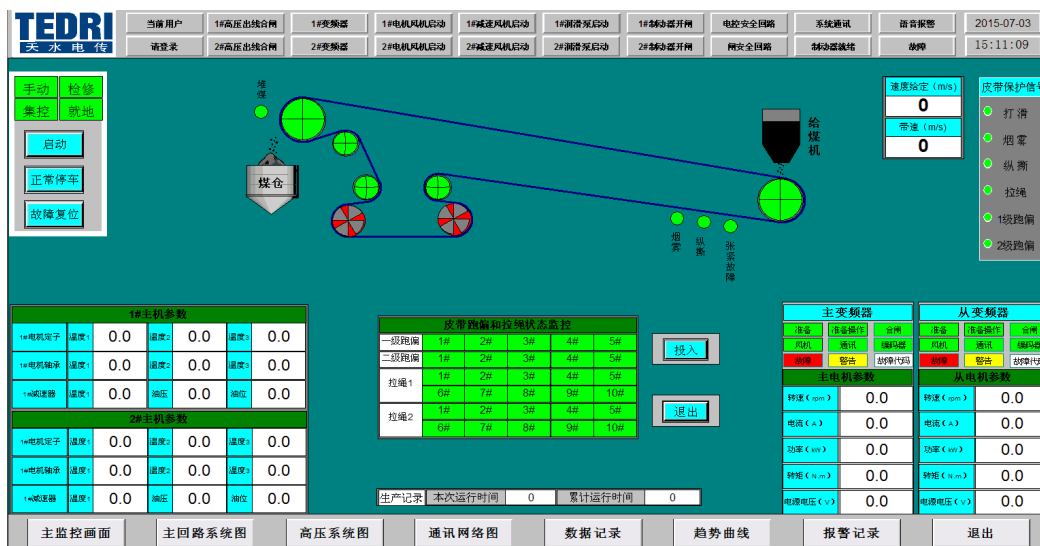 TEDRI
天水电传
当前用户 1#高压出线合闸 1#变频器 1#电机风机启动 1#减速风机启动 1#润滑泵启动 1#制动器开闸 电控安全回路 系统通讯 语音报警 2015-07-03
请登录 2#高压出线合闸 2#变频器 2#电机风机启动 2#减速风机启动 2#润滑泵启动 2#制动器开闸 闸安全回路 制动器就绪 故障 15:11:09
手动 检修
集控 就地
启动
正常停车
故障复位
堆煤
煤仓
给煤机
烟雾
纵撕
张紧故障
速度给定（m/s）
0
带速（m/s）
0
皮带保护信号
打滑
烟雾
纵撕
拉绳
1级跑偏
2级跑偏
1#主机参数
1#电机定子 温度1 0.0 温度2 0.0 温度3 0.0
1#电机轴承 温度1 0.0 温度2 0.0 温度3 0.0
1#减速器 温度1 0.0 油压 0.0 油位 0.0
2#主机参数
1#电机定子 温度1 0.0 温度2 0.0 温度3 0.0
1#电机轴承 温度1 0.0 温度2 0.0 温度3 0.0
1#减速器 温度1 0.0 油压 0.0 油位 0.0
皮带跑偏和拉绳状态监控
一级跑偏 1# 2# 3# 4# 5#
二级跑偏 1# 2# 3# 4# 5#
拉绳1 1# 2# 3# 4# 5#
6# 7# 8# 9# 10#
拉绳2 1# 2# 3# 4# 5#
6# 7# 8# 9# 10#
投入
退出
生产记录 本次运行时间 0 累计运行时间 0
主变频器
准备 准备操作 合闸
风机 通讯 编码器
故障 警告 故障代码
主电机参数
转速（rpm） 0.0
电流（A） 0.0
功率（kW） 0.0
转矩（N.m） 0.0
电源电压（V） 0.0
从变频器
准备 准备操作 合闸
风机 通讯 编码器
故障 警告 故障代码
从电机参数
转速（rpm） 0.0
电流（A） 0.0
功率（kW） 0.0
转矩（N.m） 0.0
电源电压（V） 0.0
主监控画面 主回路系统图 高压系统图 通讯网络图 数据记录 趋势曲线 报警记录 退出